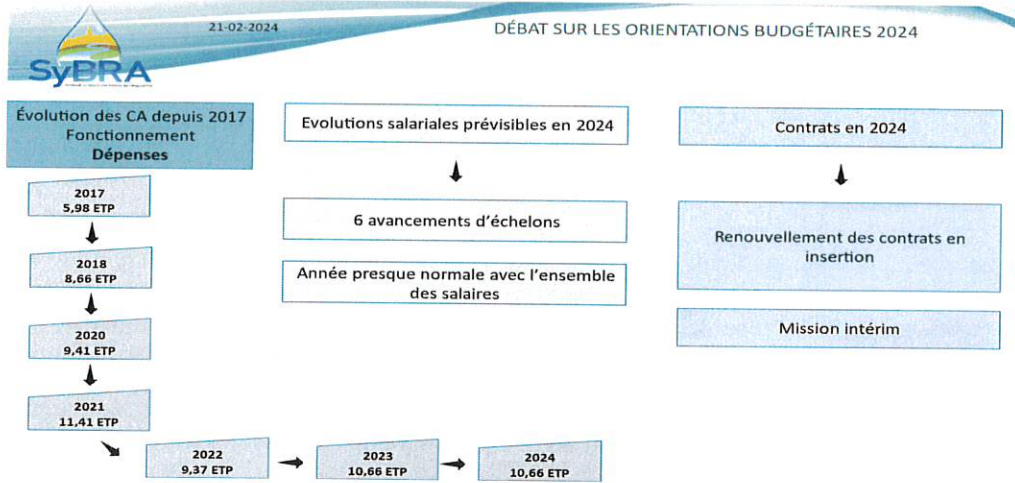 21-02-2024
DÉBAT SUR LES ORIENTATIONS BUDGÉTAIRES 2024
SyBRA
Évolution des CA depuis 2017
Fonctionnement
Dépenses
2017
5,98 ETP
2018
8,66 ETP
2020
9,41 ETP
2021
11,41 ETP
2022
9,37 ETP
2023
10,66 ETP
2024
10,66 ETP
Evolutions salariales prévisibles en 2024
6 avancements d'échelons
Année presque normale avec l'ensemble
des salaires
Contrats en 2024
Renouvellement des contrats en
insertion
Mission intérim